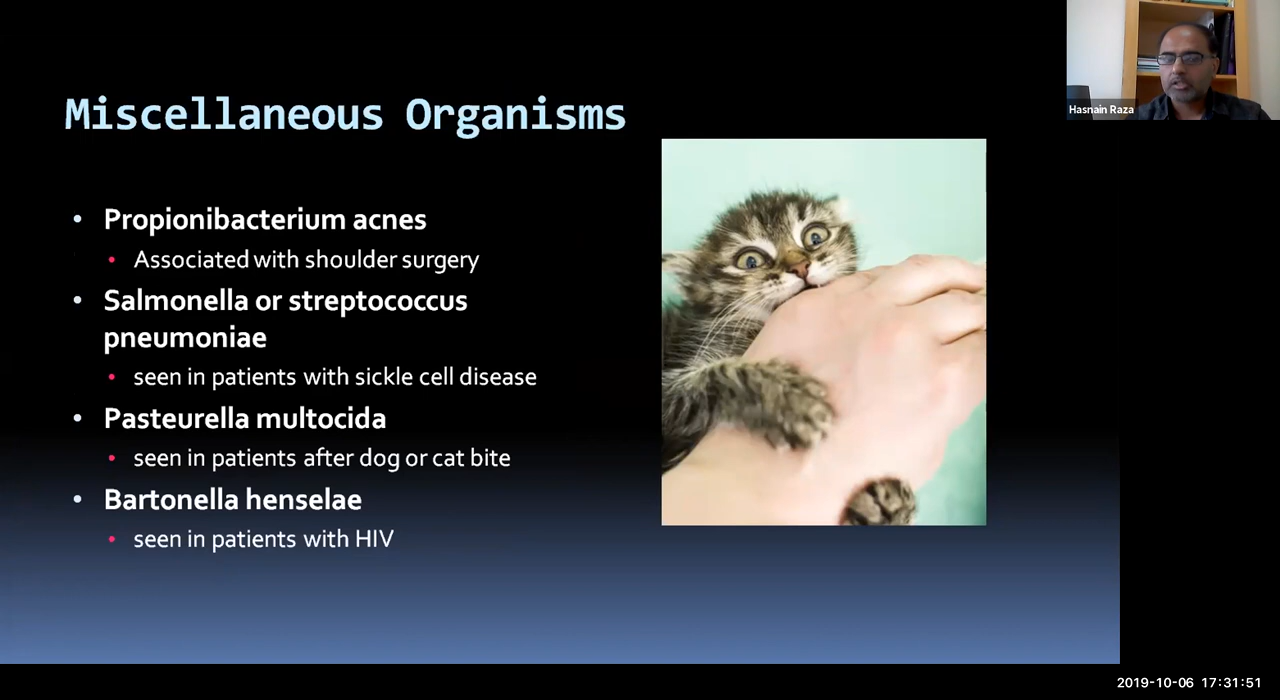 Miscellaneous Organisms
Hasnain Raza
• Propionibacterium acnes
• Associated with shoulder surgery
• Salmonella or streptococcus
pneumoniae
• seen in patients with sickle cell disease
• Pasteurella multocida
• seen in patients after dog or cat bite
• Bartonella henselae
• seen in patients with HIV
2019-10-06 17:31:51